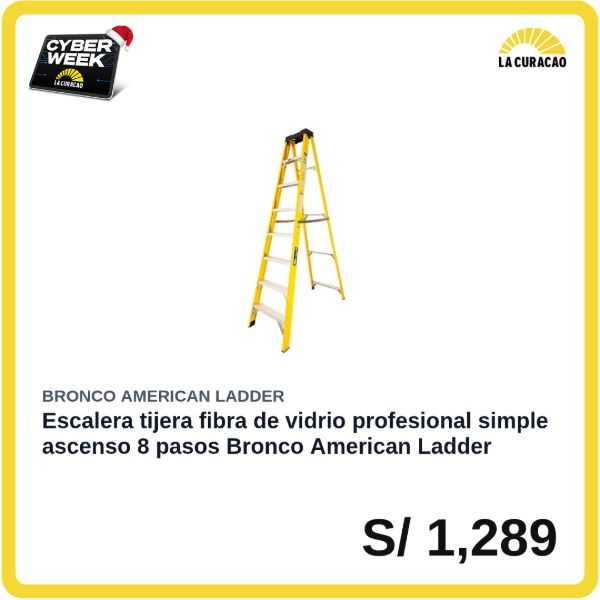 CYBER
WEEK
LA CURACAO
LA CURACAO
BRONCO AMERICAN LADDER
Escalera tijera fibra de vidrio profesional simple
ascenso 8 pasos Bronco American Ladder
S/ 1,289